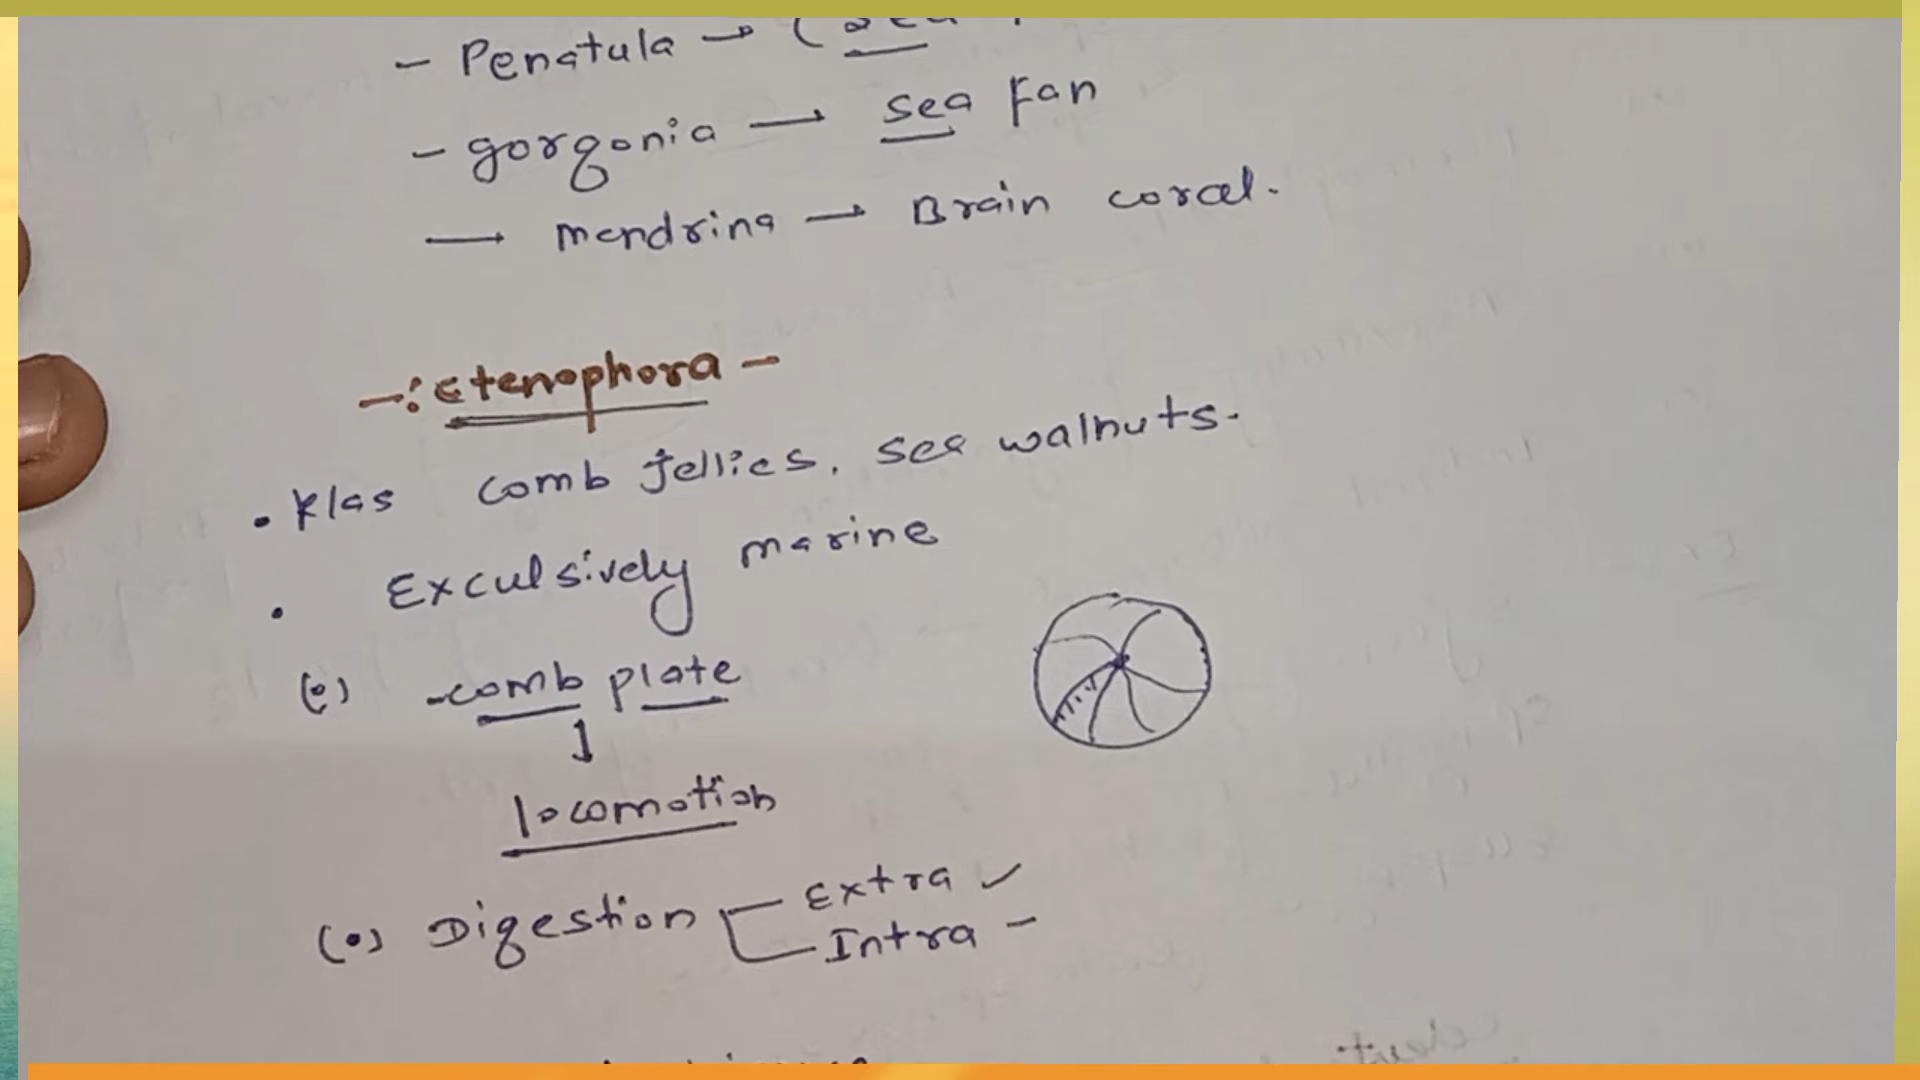 - Penatula → (
- gorgonia → sea Fan
→ mendrina → Brain coral.
-: ctenophora -
. Klas comb jellies, sea walnuts.
. Exculsively marine
(o) -comb plate
↓
locomotion
(o) Digestion Extra ✓
Intra -